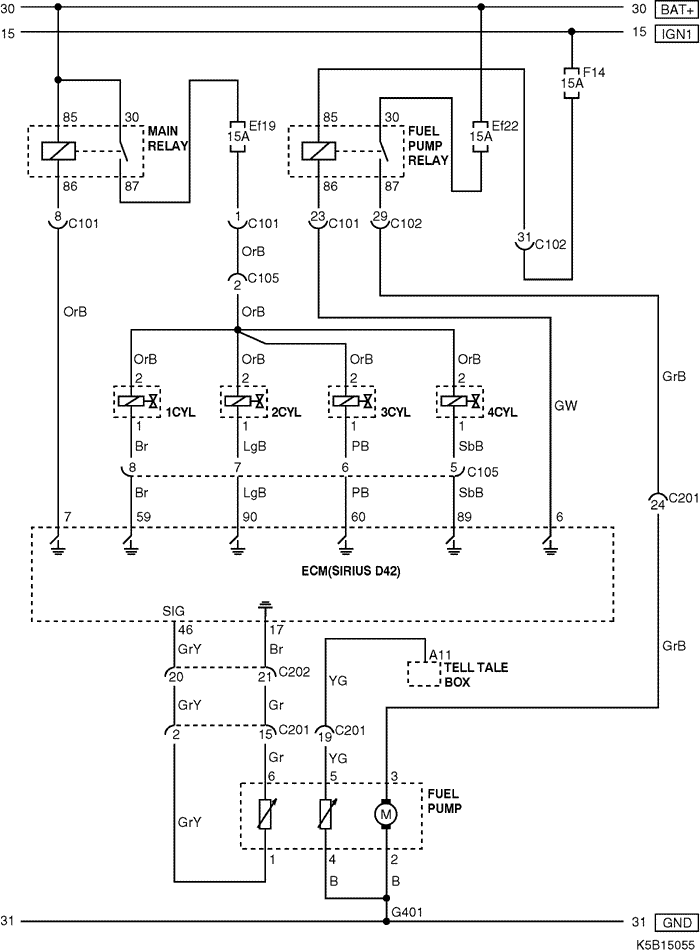 30 30 BAT+
15 15 IGN1
F14
15A
85 30 MAIN RELAY
Ef19
15A
85 30 FUEL PUMP RELAY
Ef22
15A
86 87 86 87
8 C101 1 C101 23 C101 29 C102
31 C102
OrB
2 C105
OrB OrB
OrB OrB OrB OrB
GrB
2 2 2 2
1CYL 2CYL 3CYL 4CYL
GW
1 1 1 1
Br LgB PB SbB
8 7 6 5 C105
Br LgB PB SbB
24 C201
7 59 90 60 89 6
ECM(SIRIUS D42)
SIG
46 17
GrY Br
GrB
A11
TELL TALE BOX
20 21 C202
YG
GrY Gr
2 15 C201 19 C201
Gr YG
6 5 3
FUEL PUMP
M
GrY
1 4 2
B B
G401
31 31 GND
K5B15055